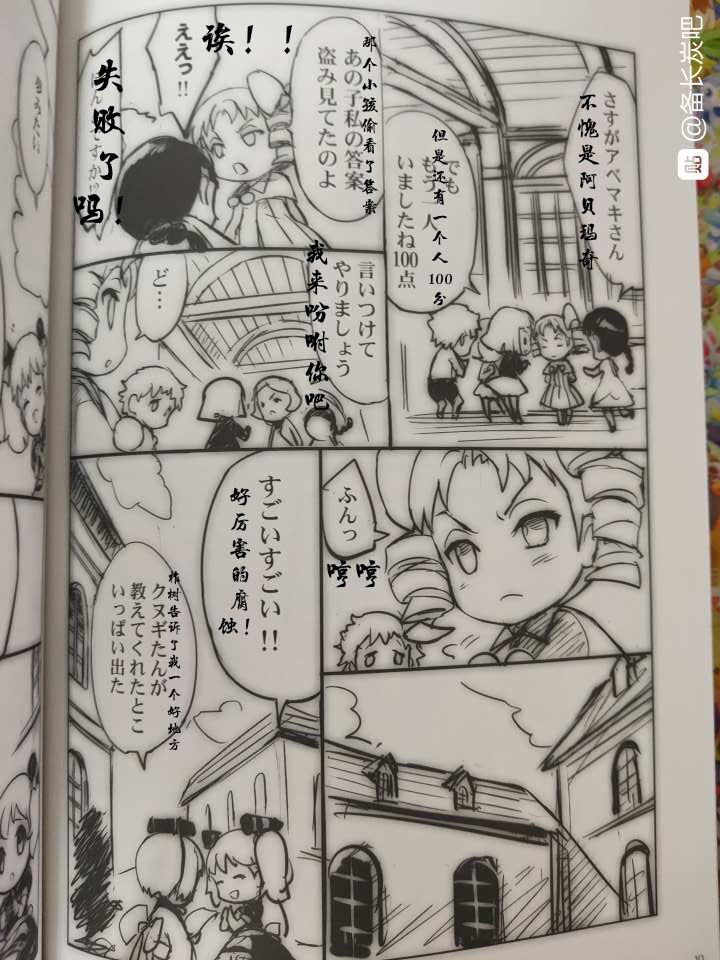 さすがアベマキさん
不愧是阿贝玛奇
でも
もう一人
いましたね100点
但是还有一个人100分
あの子私の答案
盗み見てたのよ
那个小孩偷看了答案
ええっ!!
诶！！
失败了
吗！
言いつけて
やりましょう
我来吩咐你吧
ど…
ふんっ
哼哼
すごいすごい!!
好厉害的腐
蚀！
クヌギたんが
教えてくれたとこ
いっぱい出た
柞树告诉了我一个好地方
贴 @备长炭吧